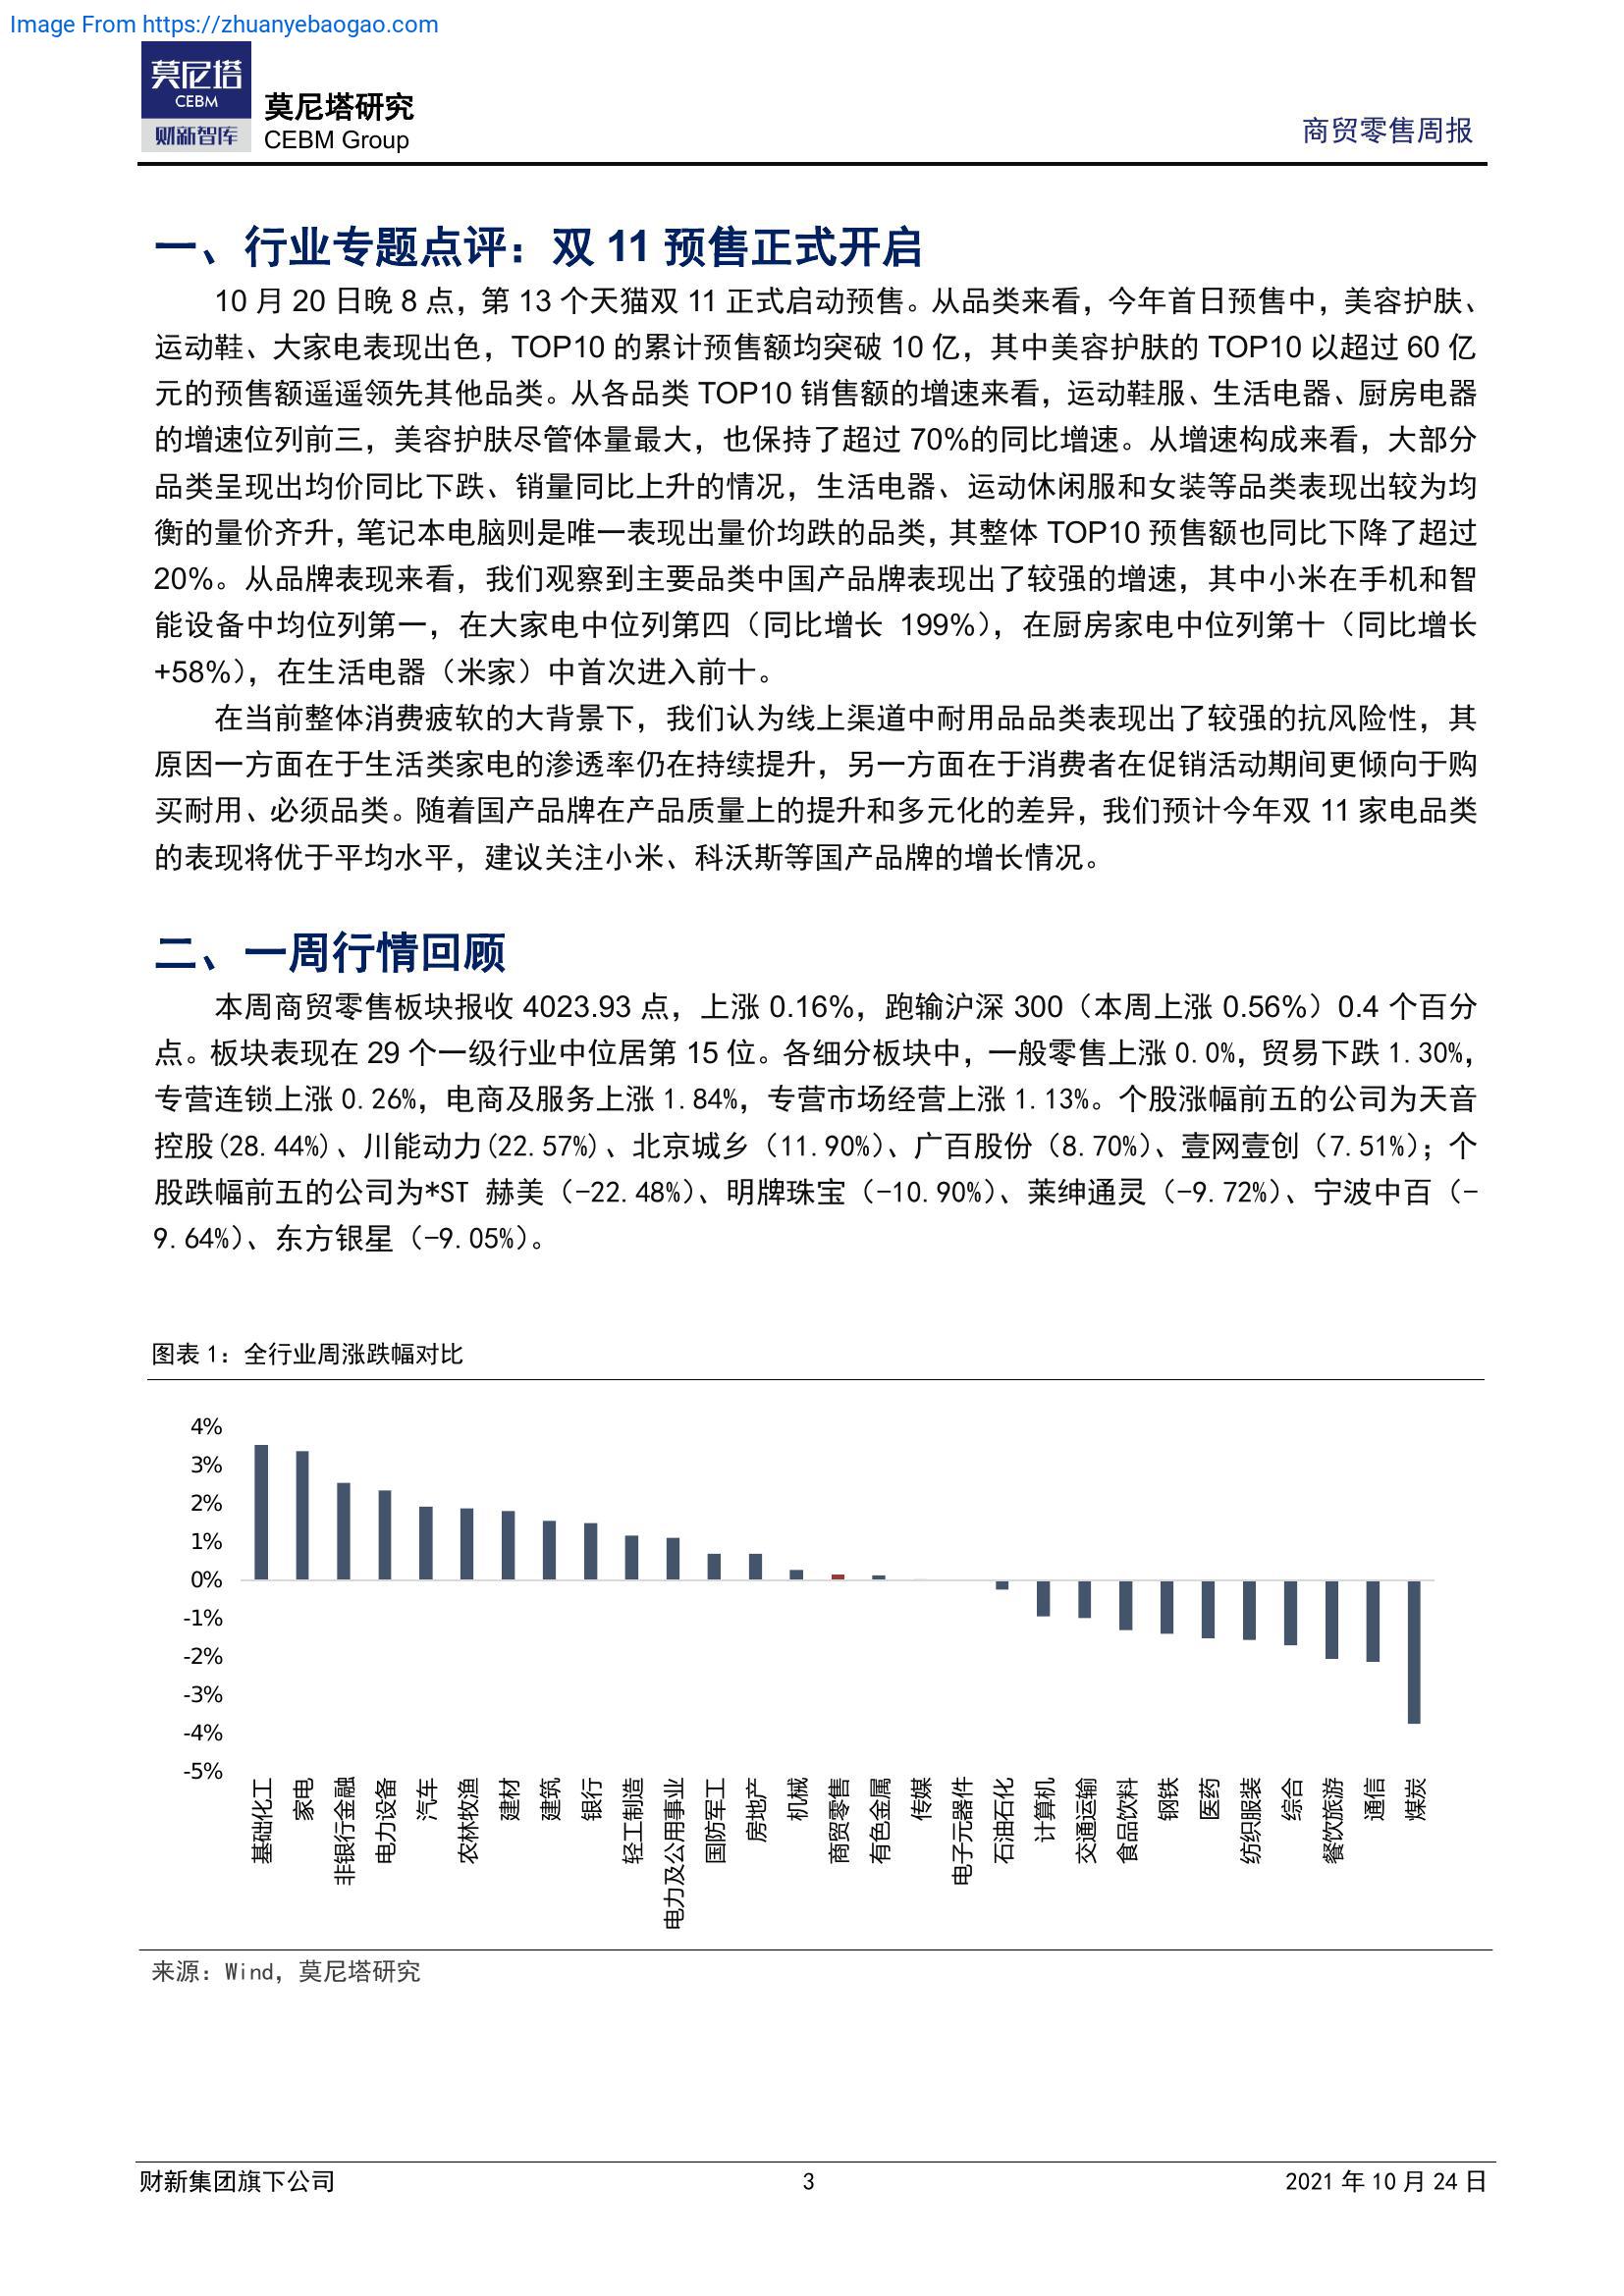 Image From https://zhuanyebaogao.com
莫尼塔
CEBM
财新智库
莫尼塔研究
CEBM Group
商贸零售周报
一、行业专题点评：双 11 预售正式开启
10 月 20 日晚 8 点，第 13 个天猫双 11 正式启动预售。从品类来看，今年首日预售中，美容护肤、
运动鞋、大家电表现出色，TOP10 的累计预售额均突破 10 亿，其中美容护肤的 TOP10 以超过 60 亿
元的预售额遥遥领先其他品类。从各品类 TOP10 销售额的增速来看，运动鞋服、生活电器、厨房电器
的增速位列前三，美容护肤尽管体量最大，也保持了超过 70%的同比增速。从增速构成来看，大部分
品类呈现出均价同比下跌、销量同比上升的情况，生活电器、运动休闲服和女装等品类表现出较为均
衡的量价齐升，笔记本电脑则是唯一表现出量价均跌的品类，其整体 TOP10 预售额也同比下降了超过
20%。从品牌表现来看，我们观察到主要品类中国产品牌表现出了较强的增速，其中小米在手机和智
能设备中均位列第一，在大家电中位列第四（同比增长 199%），在厨房家电中位列第十（同比增长
+58%），在生活电器（米家）中首次进入前十。
在当前整体消费疲软的大背景下，我们认为线上渠道中耐用品品类表现出了较强的抗风险性，其
原因一方面在于生活类家电的渗透率仍在持续提升，另一方面在于消费者在促销活动期间更倾向于购
买耐用、必须品类。随着国产品牌在产品质量上的提升和多元化的差异，我们预计今年双 11 家电品类
的表现将优于平均水平，建议关注小米、科沃斯等国产品牌的增长情况。
二、一周行情回顾
本周商贸零售板块报收 4023.93 点，上涨 0.16%，跑输沪深 300（本周上涨 0.56%）0.4 个百分
点。板块表现在 29 个一级行业中位居第 15 位。各细分板块中，一般零售上涨 0.0%，贸易下跌 1.30%，
专营连锁上涨 0.26%，电商及服务上涨 1.84%，专营市场经营上涨 1.13%。个股涨幅前五的公司为天音
控股(28.44%)、川能动力(22.57%)、北京城乡（11.90%）、广百股份（8.70%）、壹网壹创（7.51%）；个
股跌幅前五的公司为*ST 赫美（-22.48%）、明牌珠宝（-10.90%）、莱绅通灵（-9.72%）、宁波中百（-
9.64%）、东方银星（-9.05%）。
图表 1：全行业周涨跌幅对比
4%
3%
2%
1%
0%
-1%
-2%
-3%
-4%
-5%
基础化工
家电
非银行金融
电力设备
汽车
农林牧渔
建材
建筑
银行
轻工制造
电力及公用事业
国防军工
房地产
机械
商贸零售
有色金属
传媒
电子元器件
石油石化
计算机
交通运输
食品饮料
钢铁
医药
纺织服装
综合
餐饮旅游
通信
煤炭
来源：Wind，莫尼塔研究
财新集团旗下公司
3
2021 年 10 月 24 日